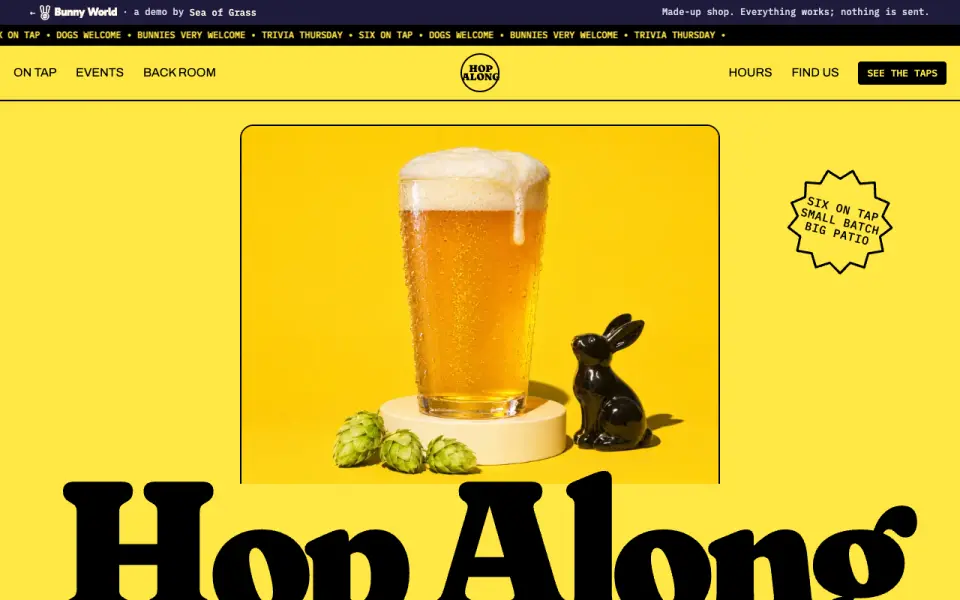 ← Bunny World · a demo by Sea of Grass
Made-up shop. Everything works; nothing is sent.
ON TAP • DOGS WELCOME • BUNNIES VERY WELCOME • TRIVIA THURSDAY • SIX ON TAP • DOGS WELCOME • BUNNIES VERY WELCOME • TRIVIA THURSDAY •
ON TAP EVENTS BACK ROOM
HOP
ALONG
HOURS FIND US SEE THE TAPS
SIX ON TAP
SMALL BATCH
BIG PATIO
Hop Along